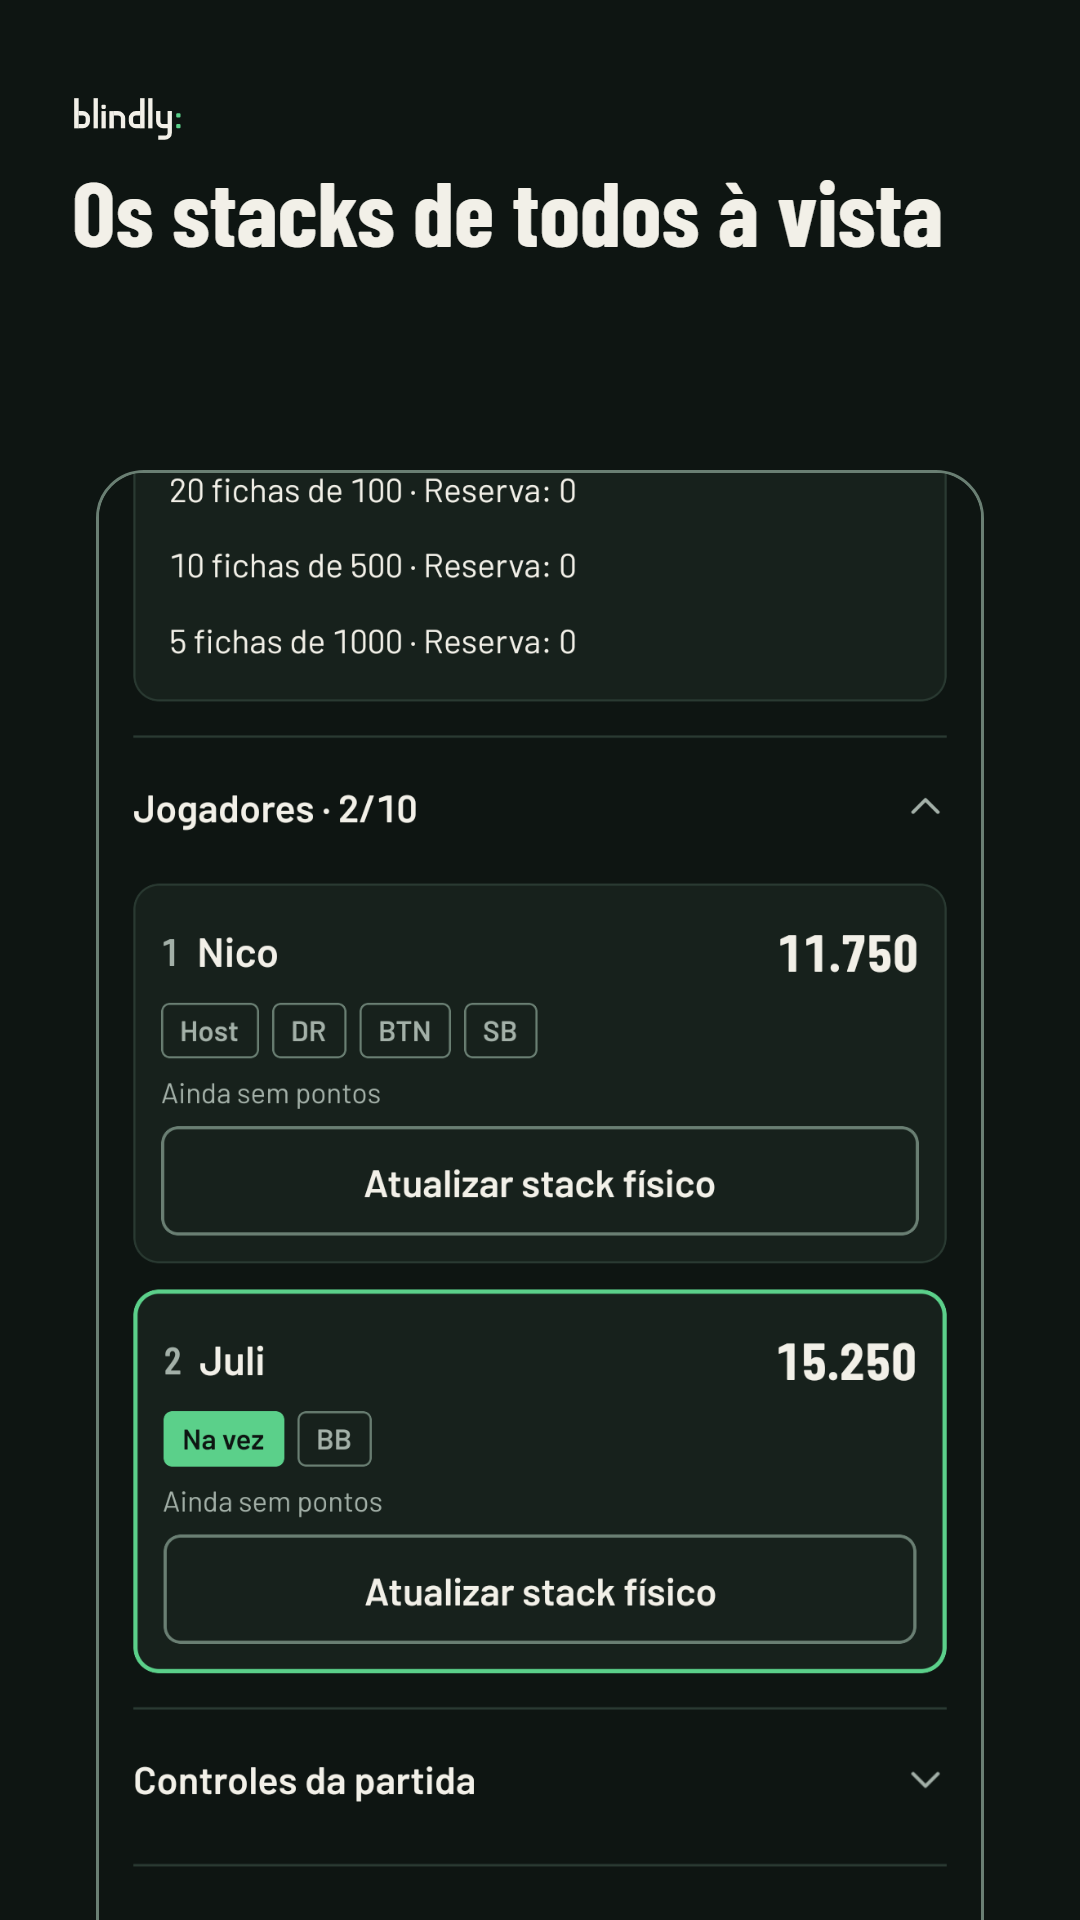 blindly:
Os stacks de todos à vista
20 fichas de 100 · Reserva: 0
10 fichas de 500 · Reserva: 0
5 fichas de 1000 · Reserva: 0
Jogadores · 2/10
1 Nico 11.750
Host DR BTN SB
Ainda sem pontos
Atualizar stack físico
2 Juli 15.250
Na vez BB
Ainda sem pontos
Atualizar stack físico
Controles da partida